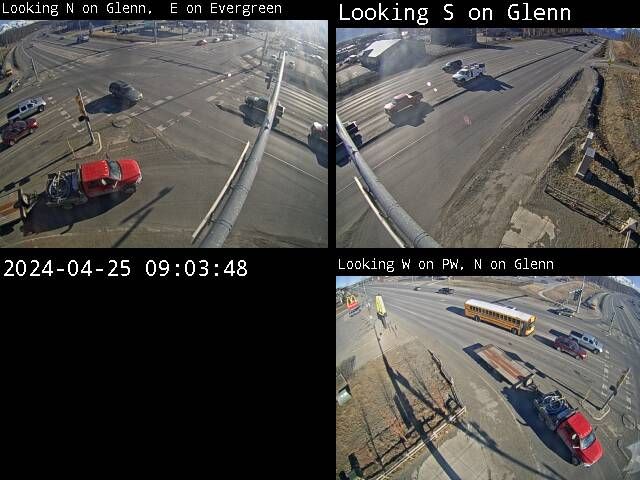 Looking N on Glenn,  E on Evergreen
Looking S on Glenn
2024-04-25 09:03:48
Looking W on PW, N on Glenn